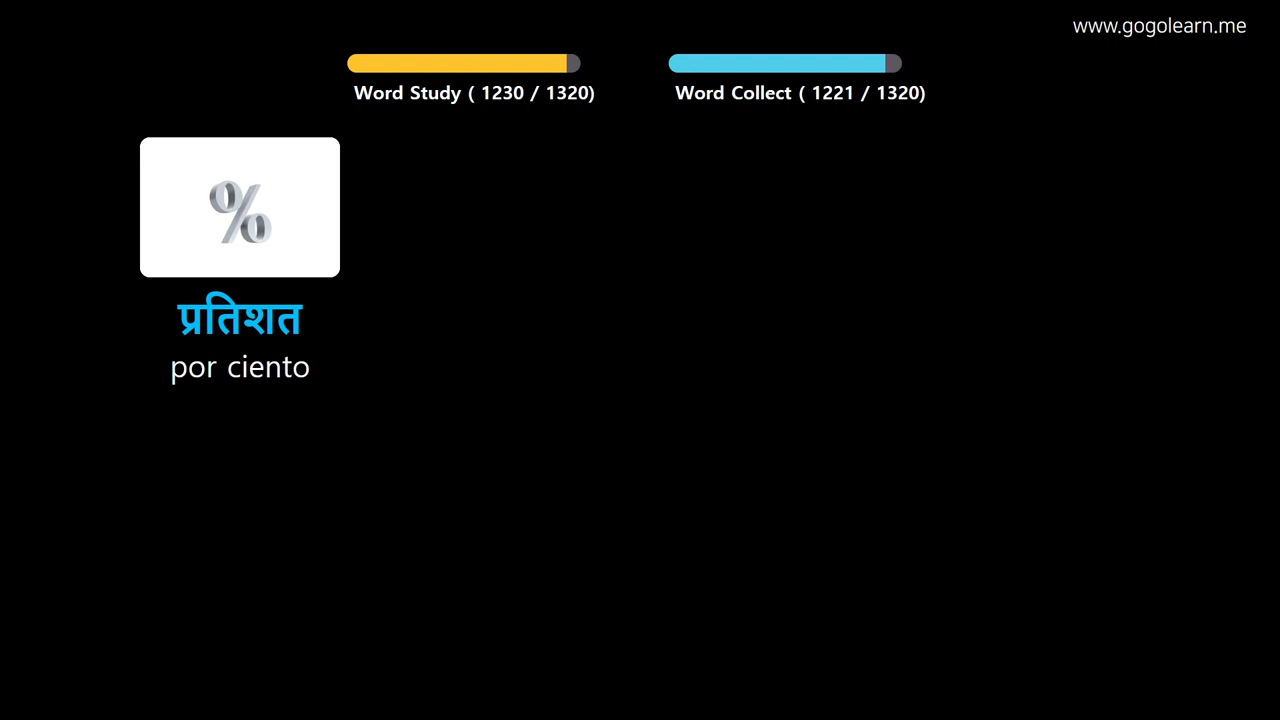 www.gogolearn.me
Word Study ( 1230 / 1320)
Word Collect ( 1221 / 1320)
%
प्रतिशत
por ciento